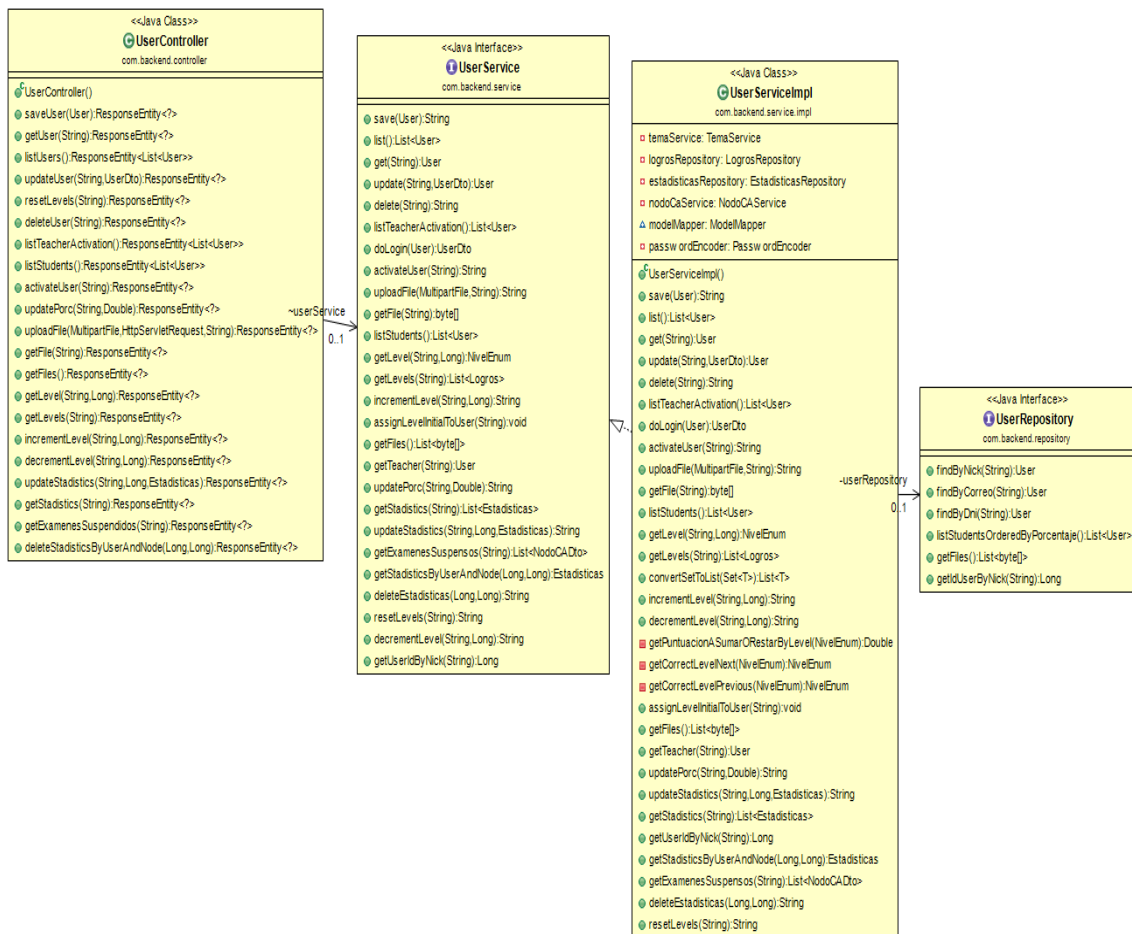 <<Java Class>>
UserController
com.backend.controller
UserController()
saveUser(User):ResponseEntity<?>
getUser(String):ResponseEntity<?>
listUsers():ResponseEntity<List<User>>
updateUser(String,UserDto):ResponseEntity<?>
resetLevels(String):ResponseEntity<?>
deleteUser(String):ResponseEntity<?>
listTeacherActivation():ResponseEntity<List<User>>
listStudents():ResponseEntity<List<User>>
activateUser(String):ResponseEntity<?>
updatePorc(String,Double):ResponseEntity<?>
uploadFile(MultipartFile,HttpServletRequest,String):ResponseEntity<?>
getFile(String):ResponseEntity<?>
getFiles():ResponseEntity<?>
getLevel(String,Long):ResponseEntity<?>
getLevels(String):ResponseEntity<?>
incrementLevel(String,Long):ResponseEntity<?>
decrementLevel(String,Long):ResponseEntity<?>
updateStadistics(String,Long,Estadisticas):ResponseEntity<?>
getStadistics(String):ResponseEntity<?>
getExamenesSuspendidos(String):ResponseEntity<?>
deleteStadisticsByUserAndNode(Long,Long):ResponseEntity<?>
~userService
0..1
<<Java Interface>>
UserService
com.backend.service
save(User):String
list():List<User>
get(String):User
update(String,UserDto):User
delete(String):String
listTeacherActivation():List<User>
doLogin(User):UserDto
activateUser(String):String
uploadFile(MultipartFile,String):String
getFile(String):byte[]
listStudents():List<User>
getLevel(String,Long):NivelEnum
getLevels(String):List<Logros>
incrementLevel(String,Long):String
assignLevelInitialToUser(String):void
getFiles():List<byte[]>
getTeacher(String):User
updatePorc(String,Double):String
getStadistics(String):List<Estadisticas>
updateStadistics(String,Long,Estadisticas):String
getExamenesSuspensos(String):List<NodoCADto>
getStadisticsByUserAndNode(Long,Long):Estadisticas
deleteEstadisticas(Long,Long):String
resetLevels(String):String
decrementLevel(String,Long):String
getUserIdByNick(String):Long
<<Java Class>>
UserServiceImpl
com.backend.service.impl
temaService: TemaService
logrosRepository: LogrosRepository
estadisticasRepository: EstadisticasRepository
nodoCaService: NodoCAService
modelMapper: ModelMapper
passwordEncoder: PasswordEncoder
UserServiceImpl()
save(User):String
list():List<User>
get(String):User
update(String,UserDto):User
delete(String):String
listTeacherActivation():List<User>
doLogin(User):UserDto
activateUser(String):String
uploadFile(MultipartFile,String):String
getFile(String):byte[]
listStudents():List<User>
getLevel(String,Long):NivelEnum
getLevels(String):List<Logros>
convertSetToList(Set<T>):List<T>
incrementLevel(String,Long):String
decrementLevel(String,Long):String
getPuntuacionASumarORestarByLevel(NivelEnum):Double
getCorrectLevelNext(NivelEnum):NivelEnum
getCorrectLevelPrevious(NivelEnum):NivelEnum
assignLevelInitialToUser(String):void
getFiles():List<byte[]>
getTeacher(String):User
updatePorc(String,Double):String
updateStadistics(String,Long,Estadisticas):String
getStadistics(String):List<Estadisticas>
getUserIdByNick(String):Long
getStadisticsByUserAndNode(Long,Long):Estadisticas
getExamenesSuspensos(String):List<NodoCADto>
deleteEstadisticas(Long,Long):String
resetLevels(String):String
-userRepository
0..1
<<Java Interface>>
UserRepository
com.backend.repository
findByNick(String):User
findByCorreo(String):User
findByDni(String):User
listStudentsOrderedByPorcentaje():List<User>
getFiles():List<byte[]>
getIdUserByNick(String):Long